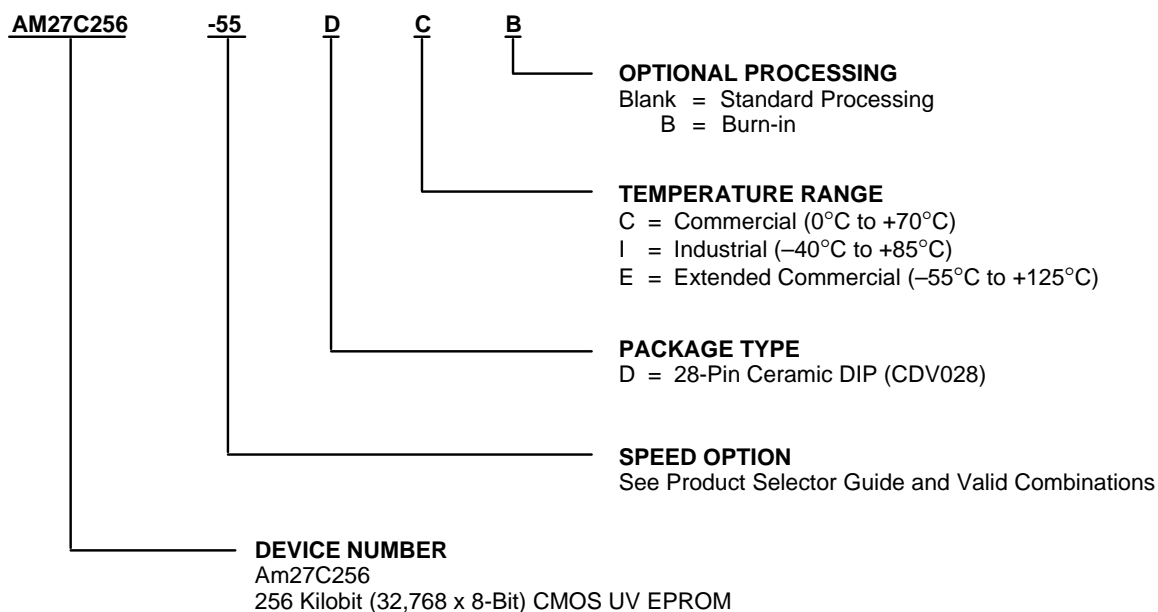 AM27C256 -55 D C B
OPTIONAL PROCESSING
Blank = Standard Processing
B = Burn-in
TEMPERATURE RANGE
C = Commercial (0°C to +70°C)
I = Industrial (–40°C to +85°C)
E = Extended Commercial (–55°C to +125°C)
PACKAGE TYPE
D = 28-Pin Ceramic DIP (CDV028)
SPEED OPTION
See Product Selector Guide and Valid Combinations
DEVICE NUMBER
Am27C256
256 Kilobit (32,768 x 8-Bit) CMOS UV EPROM